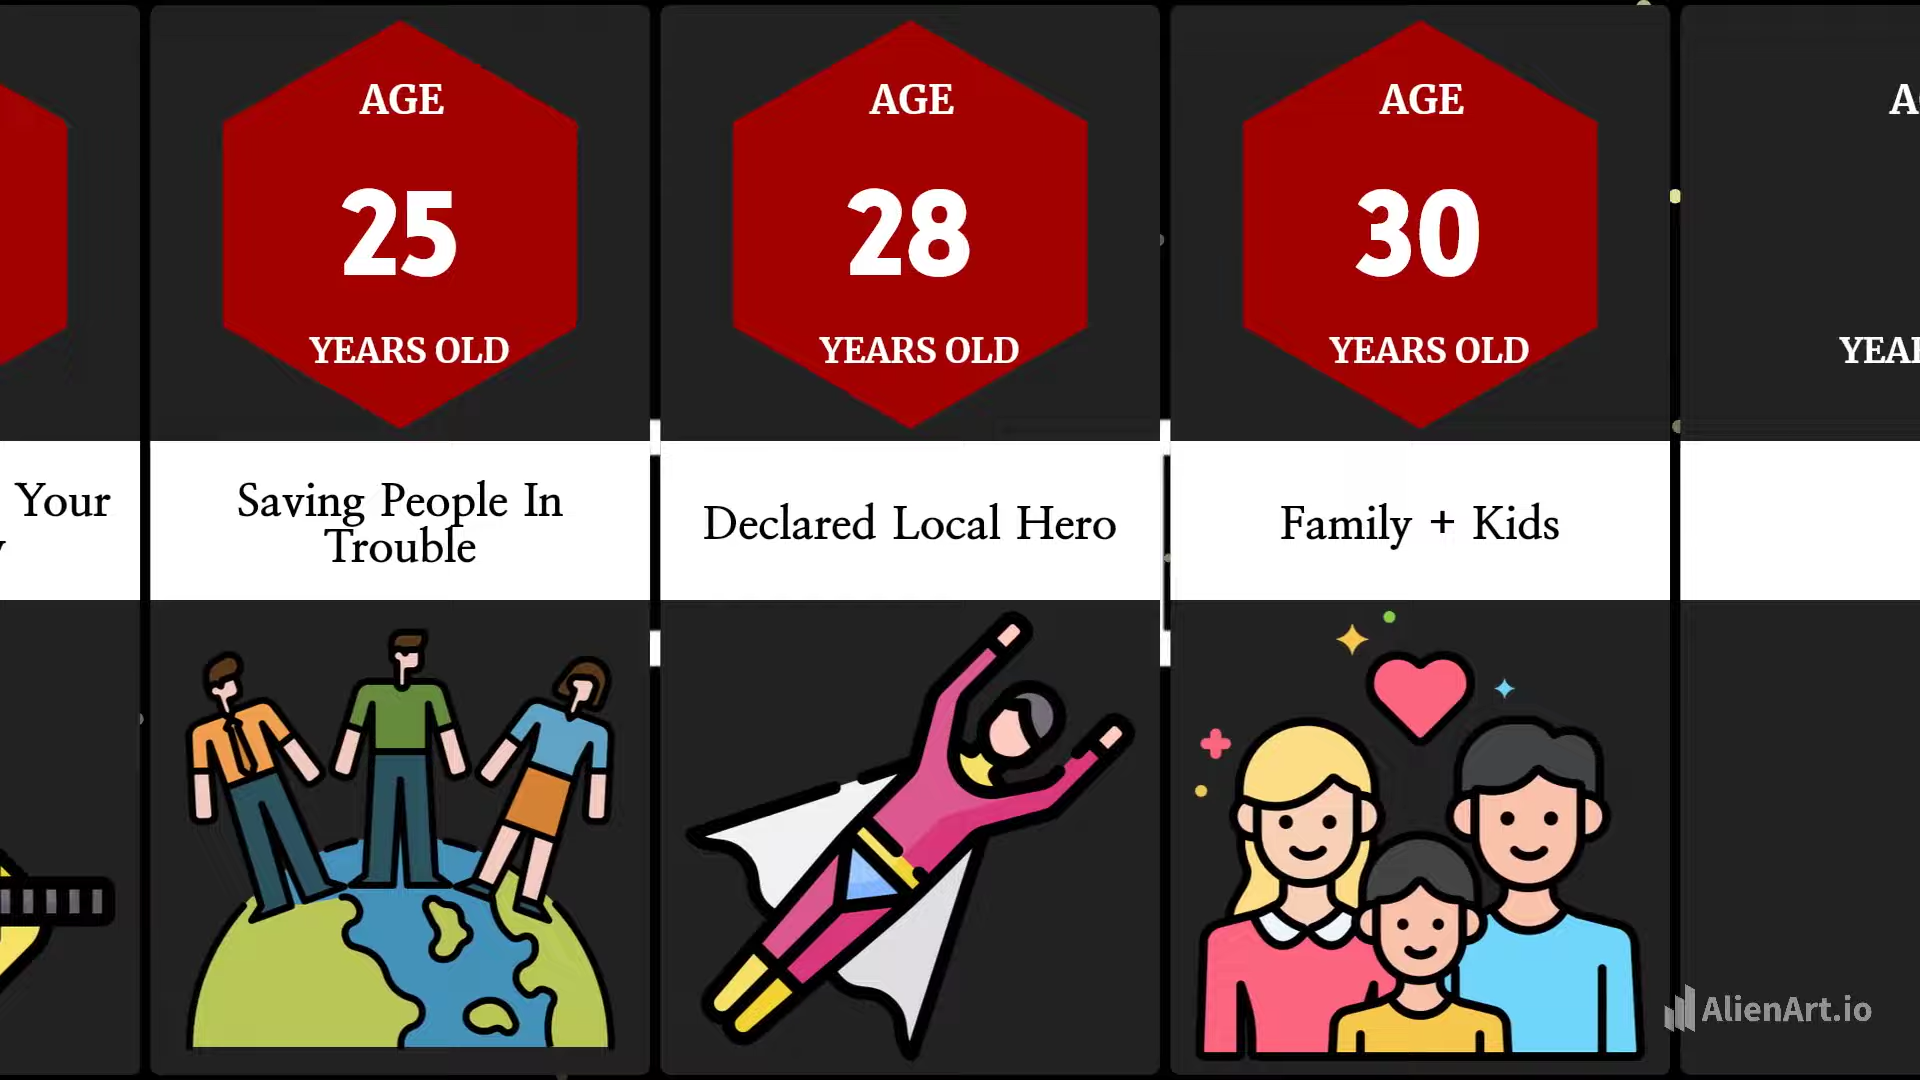 AGE
25
YEARS OLD
Saving People In
Trouble
AGE
28
YEARS OLD
Declared Local Hero
AGE
30
YEARS OLD
Family + Kids
Your
AlienArt.io